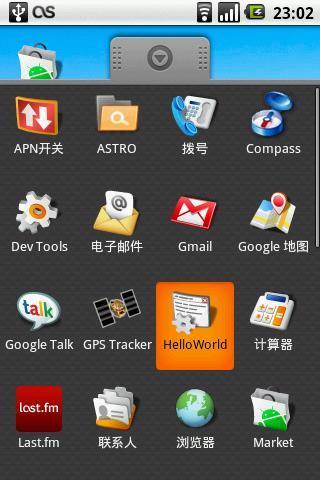 23:02
APN开关
ASTRO
拨号
Compass
Dev Tools
电子邮件
Gmail
Google 地图
talk
Google Talk
GPS Tracker
HelloWorld
计算器
lost.fm
Last.fm
联系人
浏览器
Market